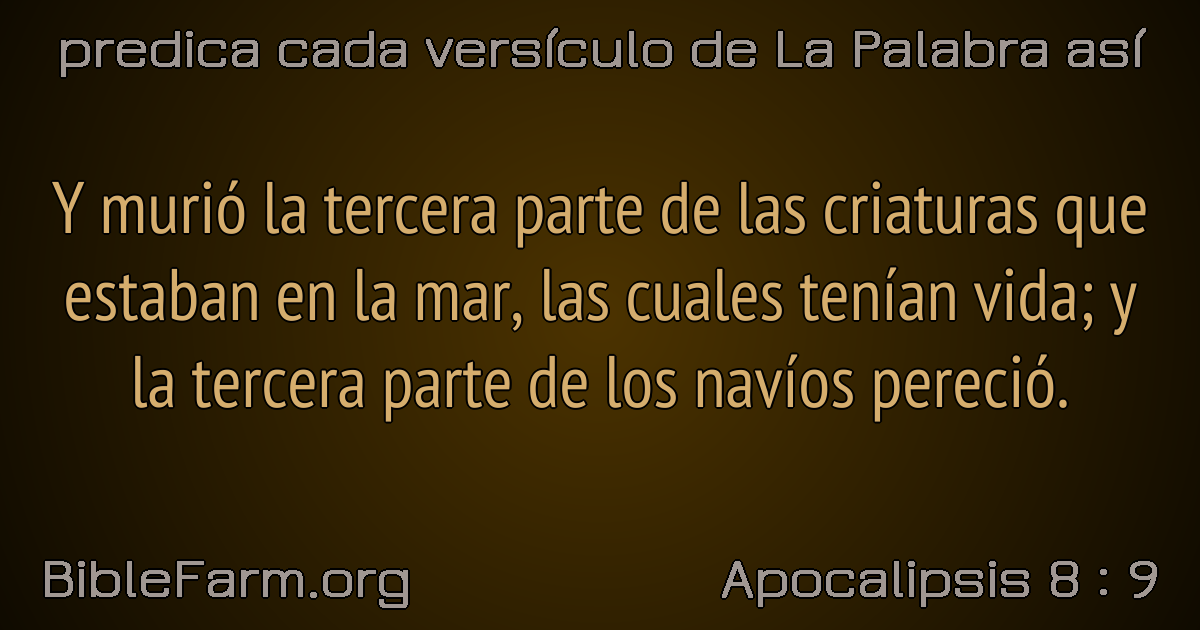 predica cada versículo de La Palabra así
Y murió la tercera parte de las criaturas que
estaban en la mar, las cuales tenían vida; y
la tercera parte de los navíos pereció.
BibleFarm.org
Apocalipsis 8 : 9